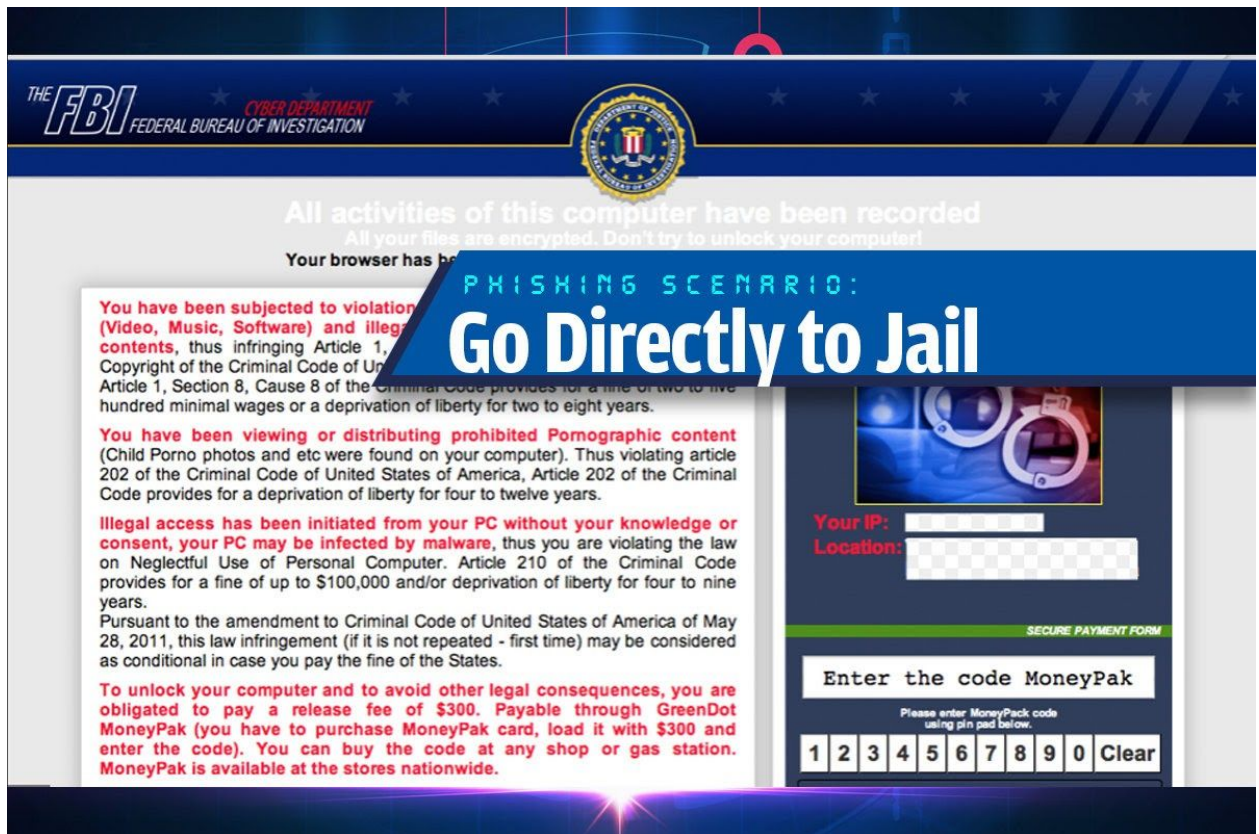 THE FBI
CYBER DEPARTMENT
FEDERAL BUREAU OF INVESTIGATION
DEPARTMENT OF JUSTICE
FEDERAL BUREAU OF INVESTIGATION
All activities of this computer have been recorded
All your files are encrypted. Don't try to unlock your computer!
Your browser has
PHISHING SCENARIO:
Go Directly to Jail
You have been subjected to violation
(Video, Music, Software) and
contents, thus infringing Article 1,
Copyright of the Criminal Code of
Article 1, Section 8, Cause 8 of the Criminal Code provides for a fine of two to five
hundred minimal wages or a deprivation of liberty for two to eight years.
You have been viewing or distributing prohibited Pornographic content
(Child Porno photos and etc were found on your computer). Thus violating article
202 of the Criminal Code of United States of America, Article 202 of the Criminal
Code provides for a deprivation of liberty for four to twelve years.
Illegal access has been initiated from your PC without your knowledge or
consent, your PC may be infected by malware, thus you are violating the law
on Neglectful Use of Personal Computer. Article 210 of the Criminal Code
provides for a fine of up to $100,000 and/or deprivation of liberty for four to nine
years.
Pursuant to the amendment to Criminal Code of United States of America of May
28, 2011, this law infringement (if it is not repeated - first time) may be considered
as conditional in case you pay the fine of the States.
To unlock your computer and to avoid other legal consequences, you are
obligated to pay a release fee of $300. Payable through GreenDot
MoneyPak (you have to purchase MoneyPak card, load it with $300 and
enter the code). You can buy the code at any shop or gas station.
MoneyPak is available at the stores nationwide.
Your IP:
Location:
SECURE PAYMENT FORM
Enter the code MoneyPak
Please enter MoneyPack code
using pin pad below.
1 2 3 4 5 6 7 8 9 0 Clear